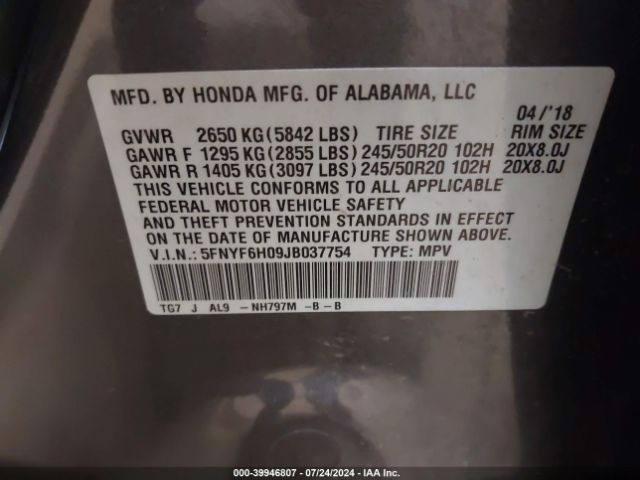 MFD. BY HONDA MFG. OF ALABAMA, LLC
04/'18
GVWR 2650 KG (5842 LBS) TIRE SIZE RIM SIZE
GAWR F 1295 KG (2855 LBS) 245/50R20 102H 20X8.0J
GAWR R 1405 KG (3097 LBS) 245/50R20 102H 20X8.0J
THIS VEHICLE CONFORMS TO ALL APPLICABLE
FEDERAL MOTOR VEHICLE SAFETY
AND THEFT PREVENTION STANDARDS IN EFFECT
ON THE DATE OF MANUFACTURE SHOWN ABOVE.
V.I.N.: 5FNYF6H09JB037754 TYPE: MPV
TG7 J AL9 - NH797M - B - B
000-39946807 - 07/24/2024 - IAA Inc.